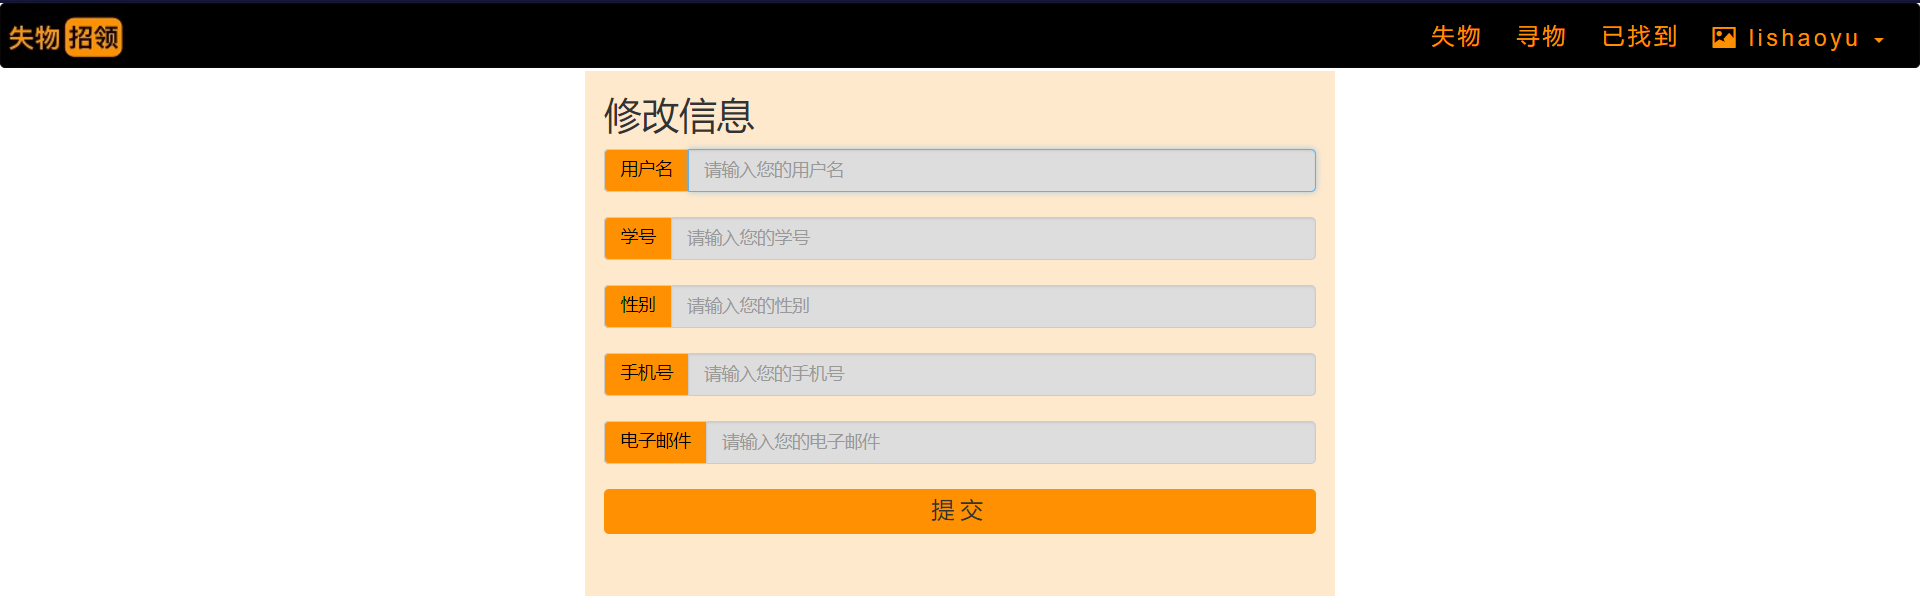 失物 招领
失物 寻物 已找到 lishaoyu
修改信息
用户名 请输入您的用户名
学号 请输入您的学号
性别 请输入您的性别
手机号 请输入您的手机号
电子邮件 请输入您的电子邮件
提 交